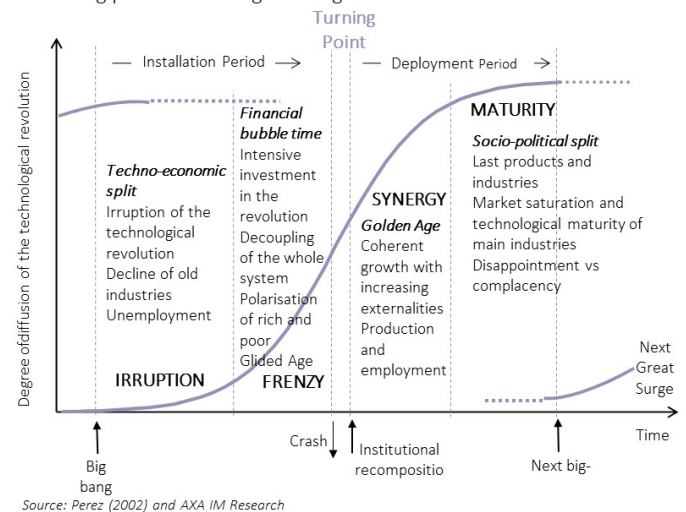 Turning
Point
Installation Period
Deployment Period
Degree ofdiffusion of the technological revolution
Techno-economic
split
Irruption of the
technological
revolution
Decline of old
industries
Unemployment
IRRUPTION
Financial
bubble time
Intensive
investment
in the
revolution
Decoupling
of the whole
system
Polarisation
of rich and
poor
Glided Age
FRENZY
SYNERGY
Golden Age
Coherent
growth with
increasing
externalities
Production
and
employment
MATURITY
Socio-political split
Last products and
industries
Market saturation and
technological maturity of
main industries
Disappointment vs
complacency
Next
Great
Surge
Time
Big
bang
Crash
Institutional
recompositio
Next big-
Source: Perez (2002) and AXA IM Research